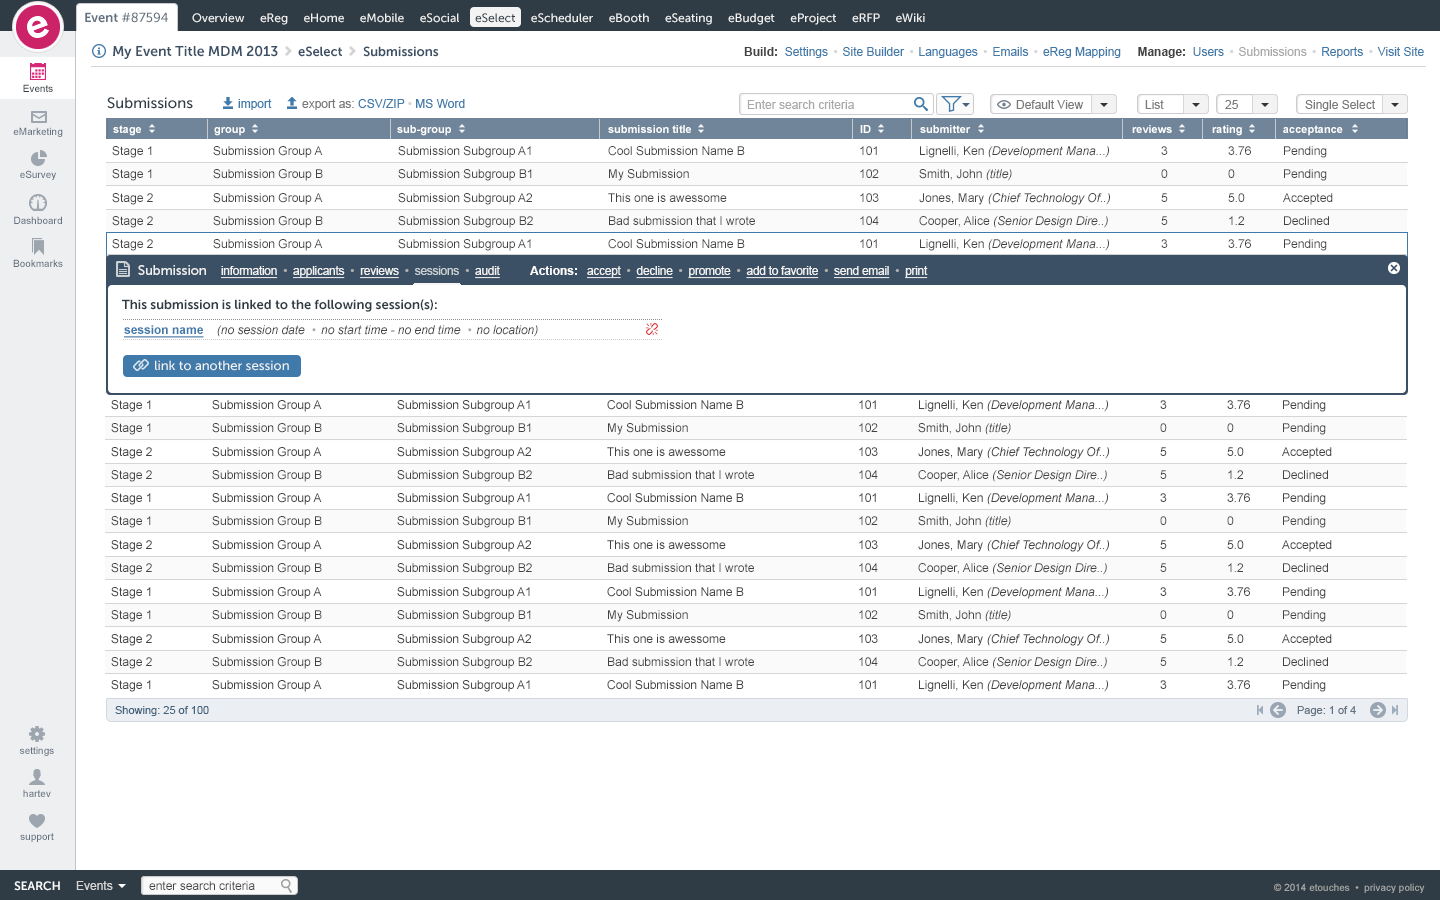 e Event #87594 Overview eReg eHome eMobile eSocial eSelect eScheduler eBooth eSeating eBudget eProject eRFP eWiki
My Event Title MDM 2013 eSelect Submissions Build: Settings • Site Builder • Languages • Emails • eReg Mapping Manage: Users • Submissions • Reports • Visit Site
Events
eMarketing
eSurvey
Dashboard
Bookmarks
settings
hartev
support
Submissions import export as: CSV/ZIP • MS Word Enter search criteria Default View List 25 Single Select
stage group sub-group submission title ID submitter reviews rating acceptance
Stage 1 Submission Group A Submission Subgroup A1 Cool Submission Name B 101 Lignelli, Ken (Development Mana...) 3 3.76 Pending
Stage 1 Submission Group B Submission Subgroup B1 My Submission 102 Smith, John (title) 0 0 Pending
Stage 2 Submission Group A Submission Subgroup A2 This one is awessome 103 Jones, Mary (Chief Technology Of..) 5 5.0 Accepted
Stage 2 Submission Group B Submission Subgroup B2 Bad submission that I wrote 104 Cooper, Alice (Senior Design Dire..) 5 1.2 Declined
Stage 2 Submission Group A Submission Subgroup A1 Cool Submission Name B 101 Lignelli, Ken (Development Mana...) 3 3.76 Pending
Submission information • applicants • reviews • sessions • audit Actions: accept • decline • promote • add to favorite • send email • print
This submission is linked to the following session(s):
session name (no session date • no start time - no end time • no location)
link to another session
Stage 1 Submission Group A Submission Subgroup A1 Cool Submission Name B 101 Lignelli, Ken (Development Mana...) 3 3.76 Pending
Stage 1 Submission Group B Submission Subgroup B1 My Submission 102 Smith, John (title) 0 0 Pending
Stage 2 Submission Group A Submission Subgroup A2 This one is awessome 103 Jones, Mary (Chief Technology Of..) 5 5.0 Accepted
Stage 2 Submission Group B Submission Subgroup B2 Bad submission that I wrote 104 Cooper, Alice (Senior Design Dire..) 5 1.2 Declined
Stage 1 Submission Group A Submission Subgroup A1 Cool Submission Name B 101 Lignelli, Ken (Development Mana...) 3 3.76 Pending
Stage 1 Submission Group B Submission Subgroup B1 My Submission 102 Smith, John (title) 0 0 Pending
Stage 2 Submission Group A Submission Subgroup A2 This one is awessome 103 Jones, Mary (Chief Technology Of..) 5 5.0 Accepted
Stage 2 Submission Group B Submission Subgroup B2 Bad submission that I wrote 104 Cooper, Alice (Senior Design Dire..) 5 1.2 Declined
Stage 1 Submission Group A Submission Subgroup A1 Cool Submission Name B 101 Lignelli, Ken (Development Mana...) 3 3.76 Pending
Stage 1 Submission Group B Submission Subgroup B1 My Submission 102 Smith, John (title) 0 0 Pending
Stage 2 Submission Group A Submission Subgroup A2 This one is awessome 103 Jones, Mary (Chief Technology Of..) 5 5.0 Accepted
Stage 2 Submission Group B Submission Subgroup B2 Bad submission that I wrote 104 Cooper, Alice (Senior Design Dire..) 5 1.2 Declined
Stage 1 Submission Group A Submission Subgroup A1 Cool Submission Name B 101 Lignelli, Ken (Development Mana...) 3 3.76 Pending
Showing: 25 of 100 Page: 1 of 4
SEARCH Events enter search criteria © 2014 etouches • privacy policy